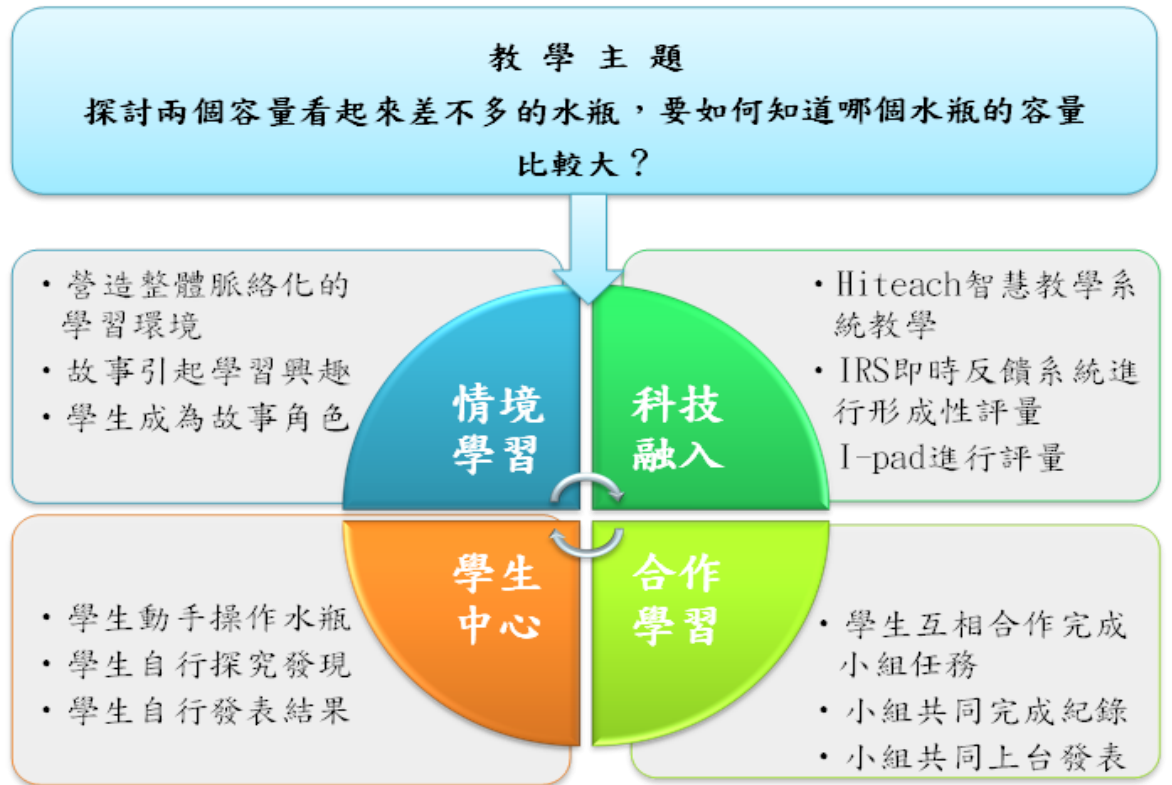 教 學 主 題
探討兩個容量看起來差不多的水瓶，要如何知道哪個水瓶的容量
比較大？
・營造整體脈絡化的
學習環境
・故事引起學習興趣
・學生成為故事角色
情境
學習
科技
融入
・Hiteach智慧教學系
統教學
・IRS即時反饋系統進
行形成性評量
I-pad進行評量
・學生動手操作水瓶
・學生自行探究發現
・學生自行發表結果
學生
中心
合作
學習
・學生互相合作完成
小組任務
・小組共同完成紀錄
・小組共同上台發表